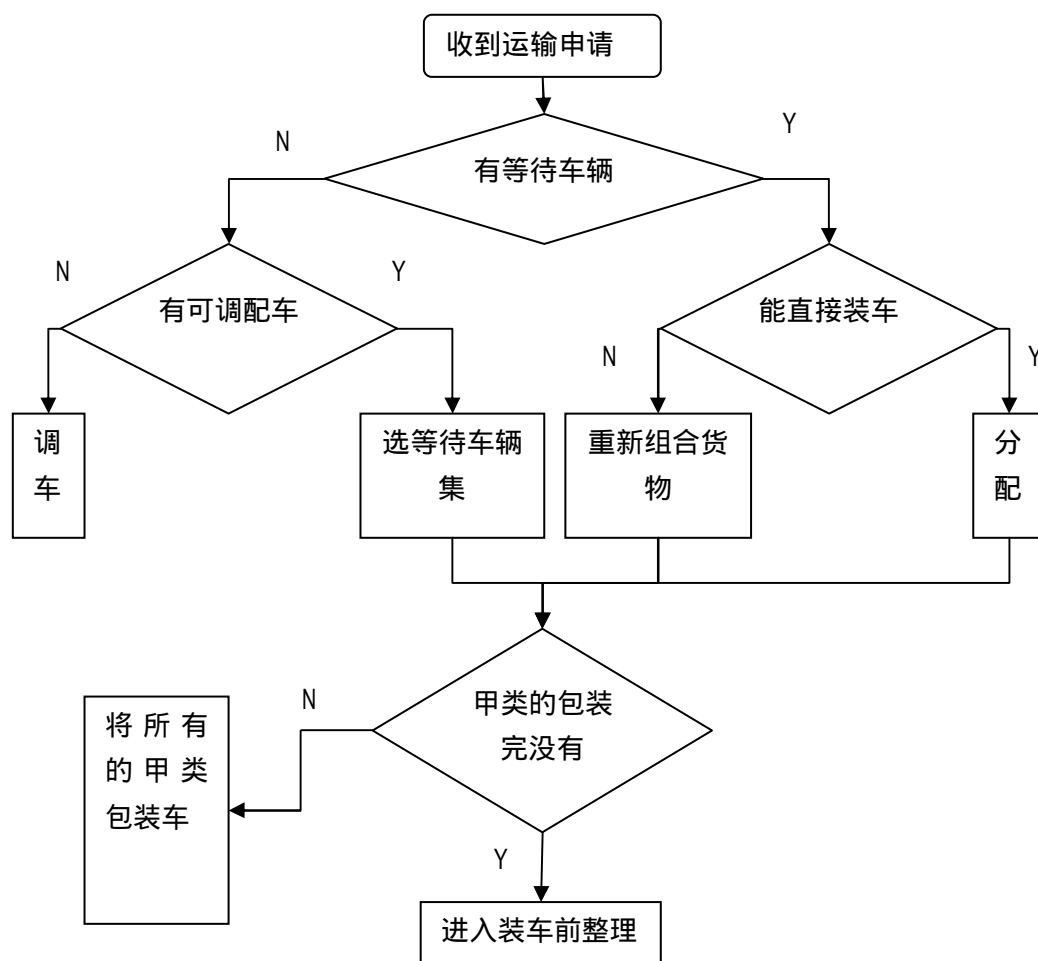 收到运输申请
N
Y
有等待车辆
N
Y
有可调配车
能直接装车
N
Y
调
车
选等待车辆
集
重新组合货
物
分
配
N
甲类的包装
完没有
将所有
的甲类
包装车
Y
进入装车前整理